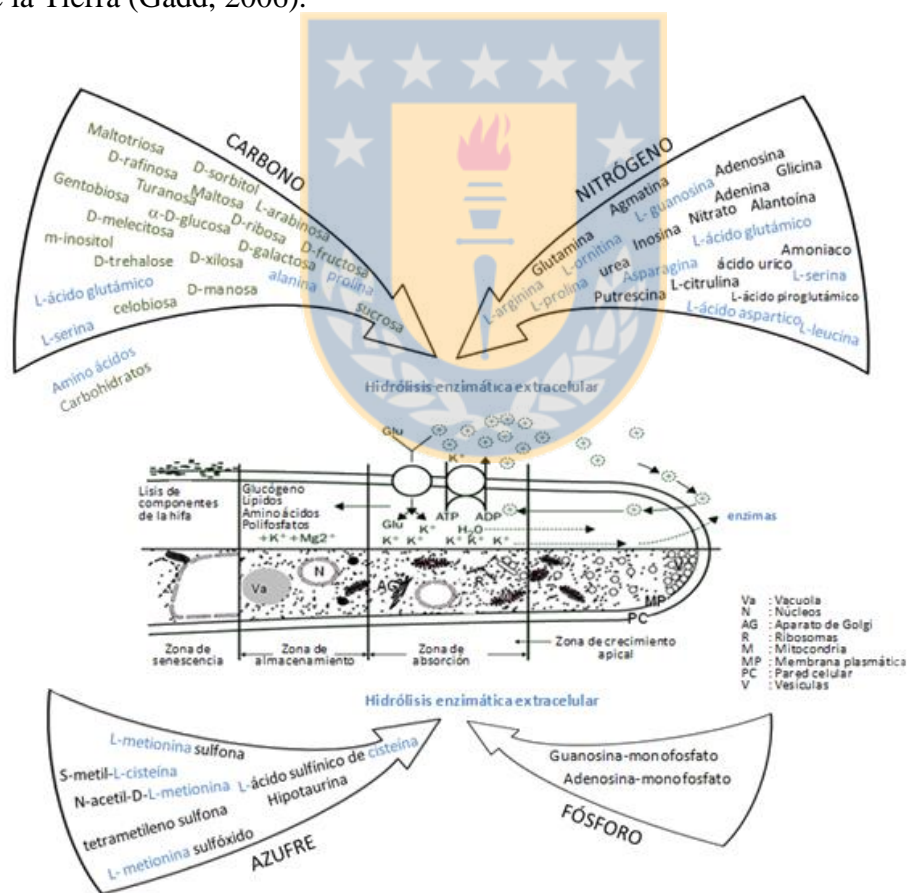 e la Tierra (Gadd, 2006).
CARBONO
Maltotriosa
D-rafinosa
D-sorbitol
Gentobiosa
Turanosa
Maltosa
L-arabinosa
D-melecitosa
α-D-glucosa
D-ribosa
D-fructosa
m-inositol
D-galactosa
D-trehalose
D-xilosa
alanina
prolina
L-ácido glutámico
D-manosa
celobiosa
sucrosa
L-serina
Amino ácidos
Carbohidratos
NITRÓGENO
Adenosina
Agmatina
L-guanosina
Adenina
Glicina
Glutamina
L-ornitina
Inosina
Nitrato
Alantoína
urea
L-ácido glutámico
Amoniaco
L-arginina
L-prolina
Asparagina
ácido urico
L-serina
Putrescina
L-citrulina
L-ácido piroglutámico
L-ácido aspartico
L-leucina
Hidrólisis enzimática extracelular
Glu
K⁺
Lisis de
componentes
de la hifa
Glucógeno
Lípidos
Aminoácidos
Polifosfatos
+K⁺ +Mg2⁺
ATP ADP
Glu K⁺ H₂O
K⁺ K⁺ K⁺ K⁺ K⁺
enzimas
Va
N
AG
R
M
V
MP
PC
Zona de
senescencia
Zona de
almacenamiento
Zona de
absorción
Zona de crecimiento
apical
Va : Vacuola
N : Núcleos
AG : Aparato de Golgi
R : Ribosomas
M : Mitocondria
MP : Membrana plasmática
PC : Pared celular
V : Vesículas
Hidrólisis enzimática extracelular
L-metionina sulfona
S-metil-L-cisteína
L-ácido sulfínico de cisteína
N-acetil-D-L-metionina
Hipotaurina
tetrametileno sulfona
L-metionina sulfóxido
AZUFRE
Guanosina-monofosfato
Adenosina-monofosfato
FÓSFORO